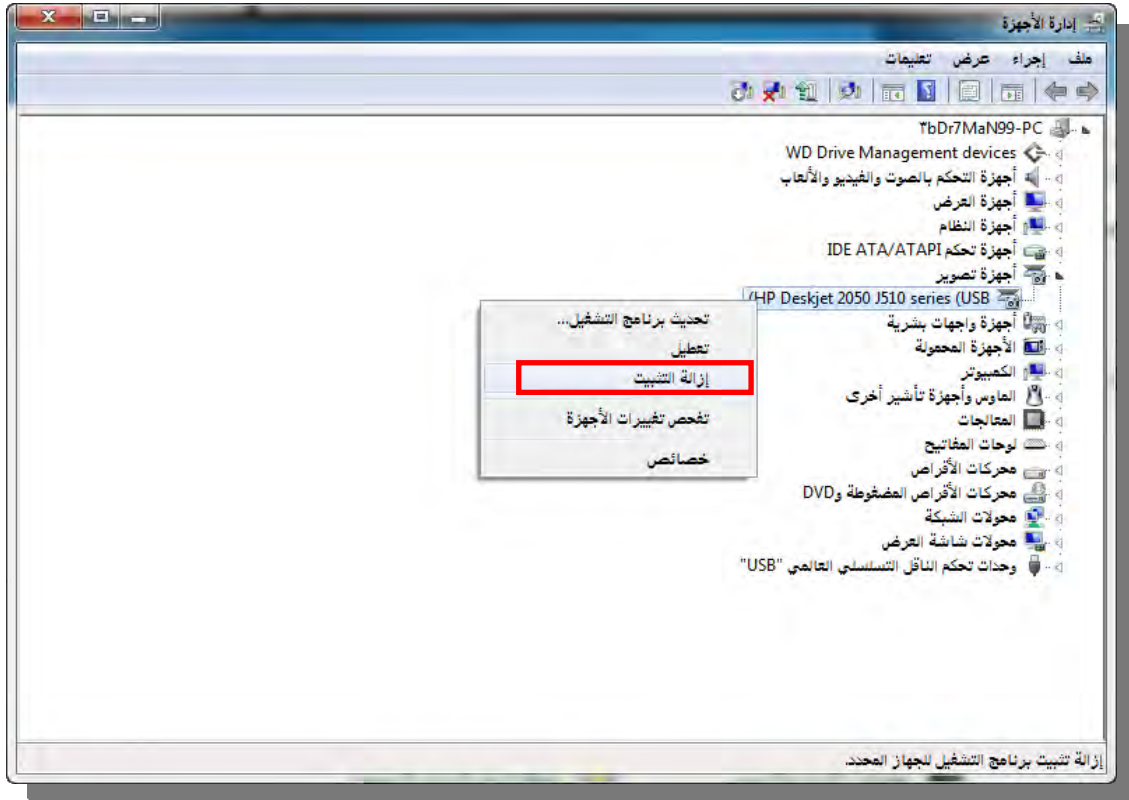 إدارة الأجهزة
ملف إجراء عرض تعليمات
TbDr7MaN99-PC
WD Drive Management devices
أجهزة التحكم بالصوت والفيديو والألعاب
أجهزة العرض
أجهزة النظام
أجهزة تحكم IDE ATA/ATAPI
أجهزة تصوير
(HP Deskjet 2050 J510 series (USB
أجهزة واجهات بشرية
الأجهزة المحمولة
الكمبيوتر
الماوس وأجهزة تأشير أخرى
المعالجات
لوحات المفاتيح
محركات الأقراص
محركات الأقراص المضغوطة وDVD
محولات الشبكة
محولات شاشة العرض
وحدات تحكم الناقل التسلسلي العالمي "USB"
تحديث برنامج التشغيل...
تعطيل
إزالة التثبيت
تفحص تغييرات الأجهزة
خصائص
إزالة تثبيت برنامج التشغيل للجهاز المحدد.